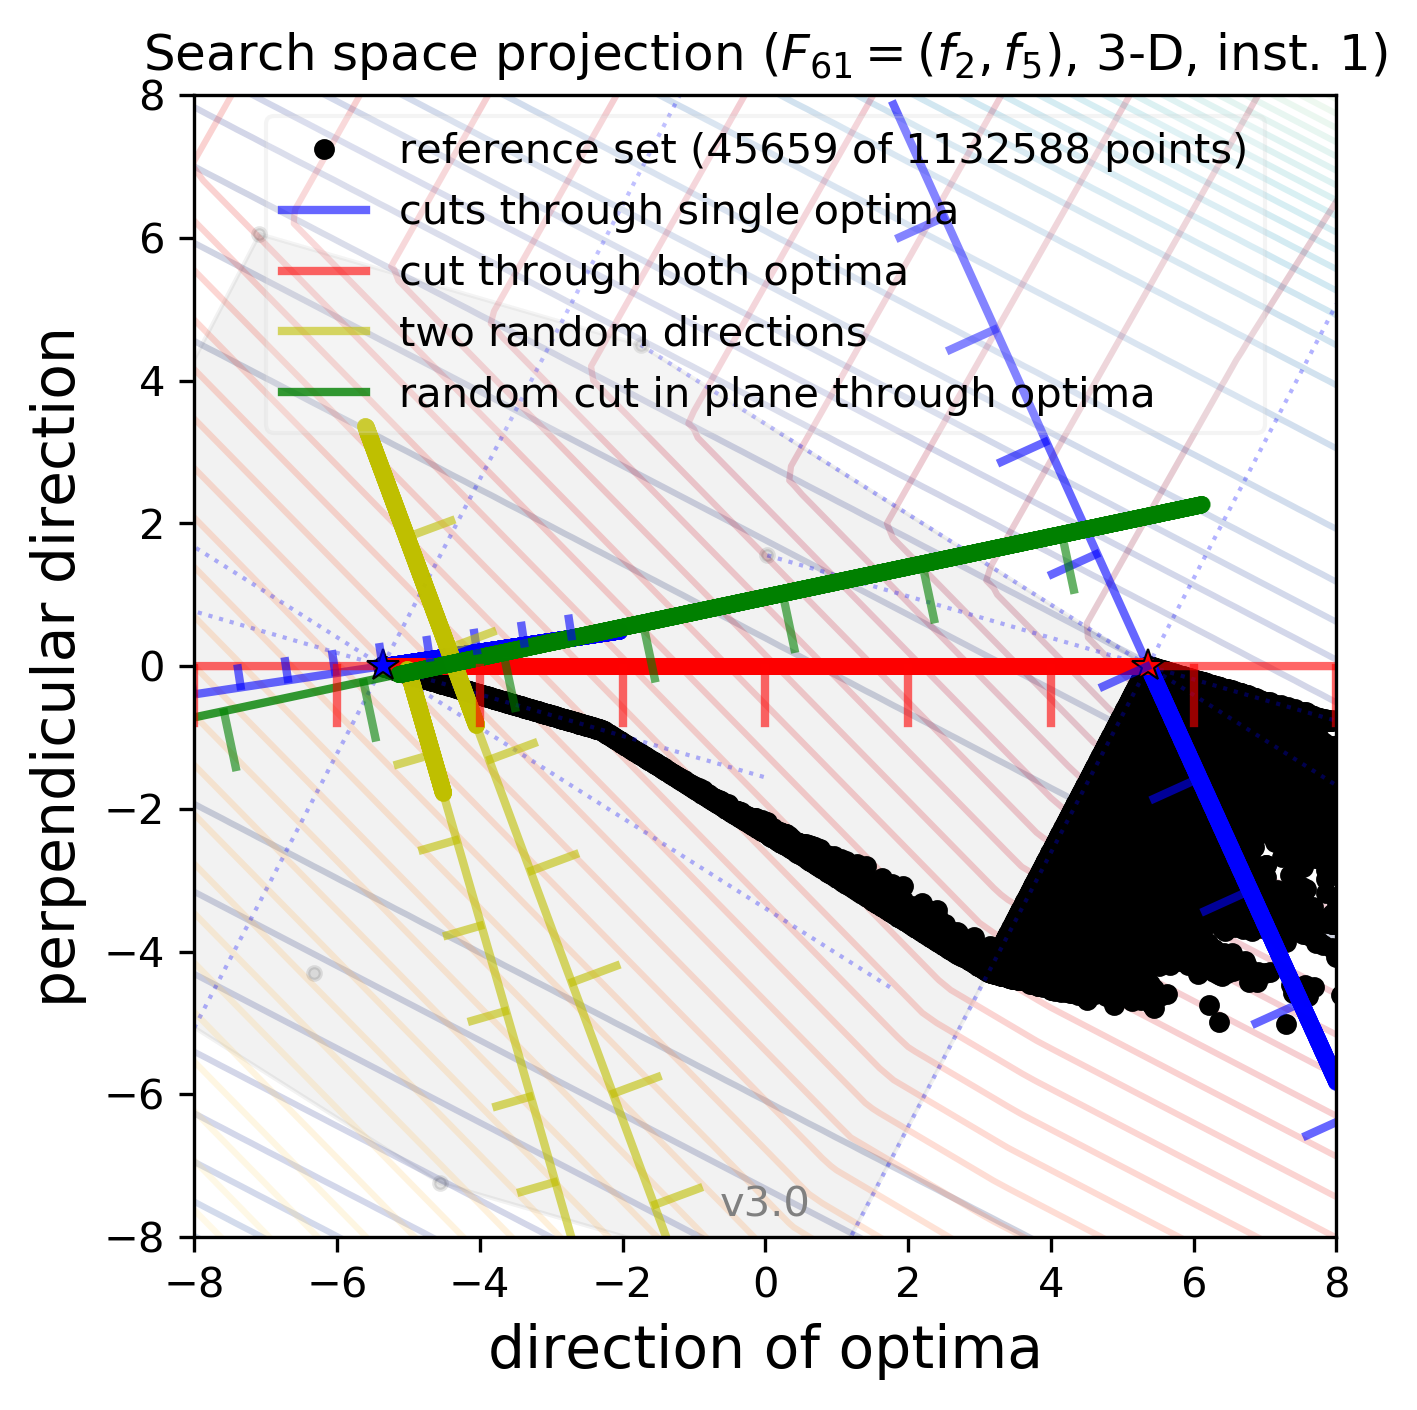 Search space projection (F61 = (f2, f5), 3-D, inst. 1)
reference set (45659 of 1132588 points)
cuts through single optima
cut through both optima
two random directions
random cut in plane through optima
perpendicular direction
8
6
4
2
0
−2
−4
−6
−8
v3.0
−8 −6 −4 −2 0 2 4 6 8
direction of optima